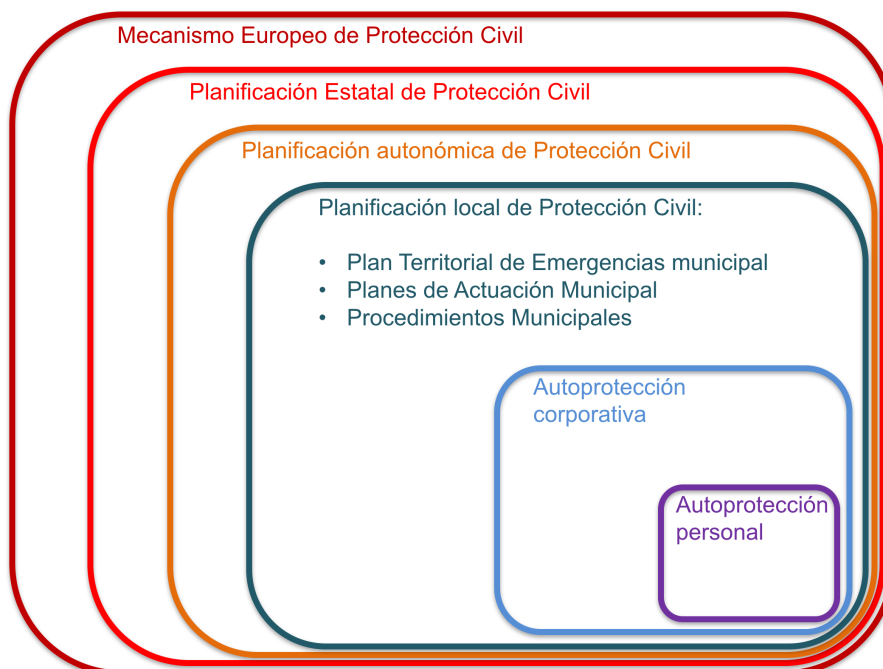 Mecanismo Europeo de Protección Civil
Planificación Estatal de Protección Civil
Planificación autonómica de Protección Civil
Planificación local de Protección Civil:
• Plan Territorial de Emergencias municipal
• Planes de Actuación Municipal
• Procedimientos Municipales
Autoprotección
corporativa
Autoprotección
personal